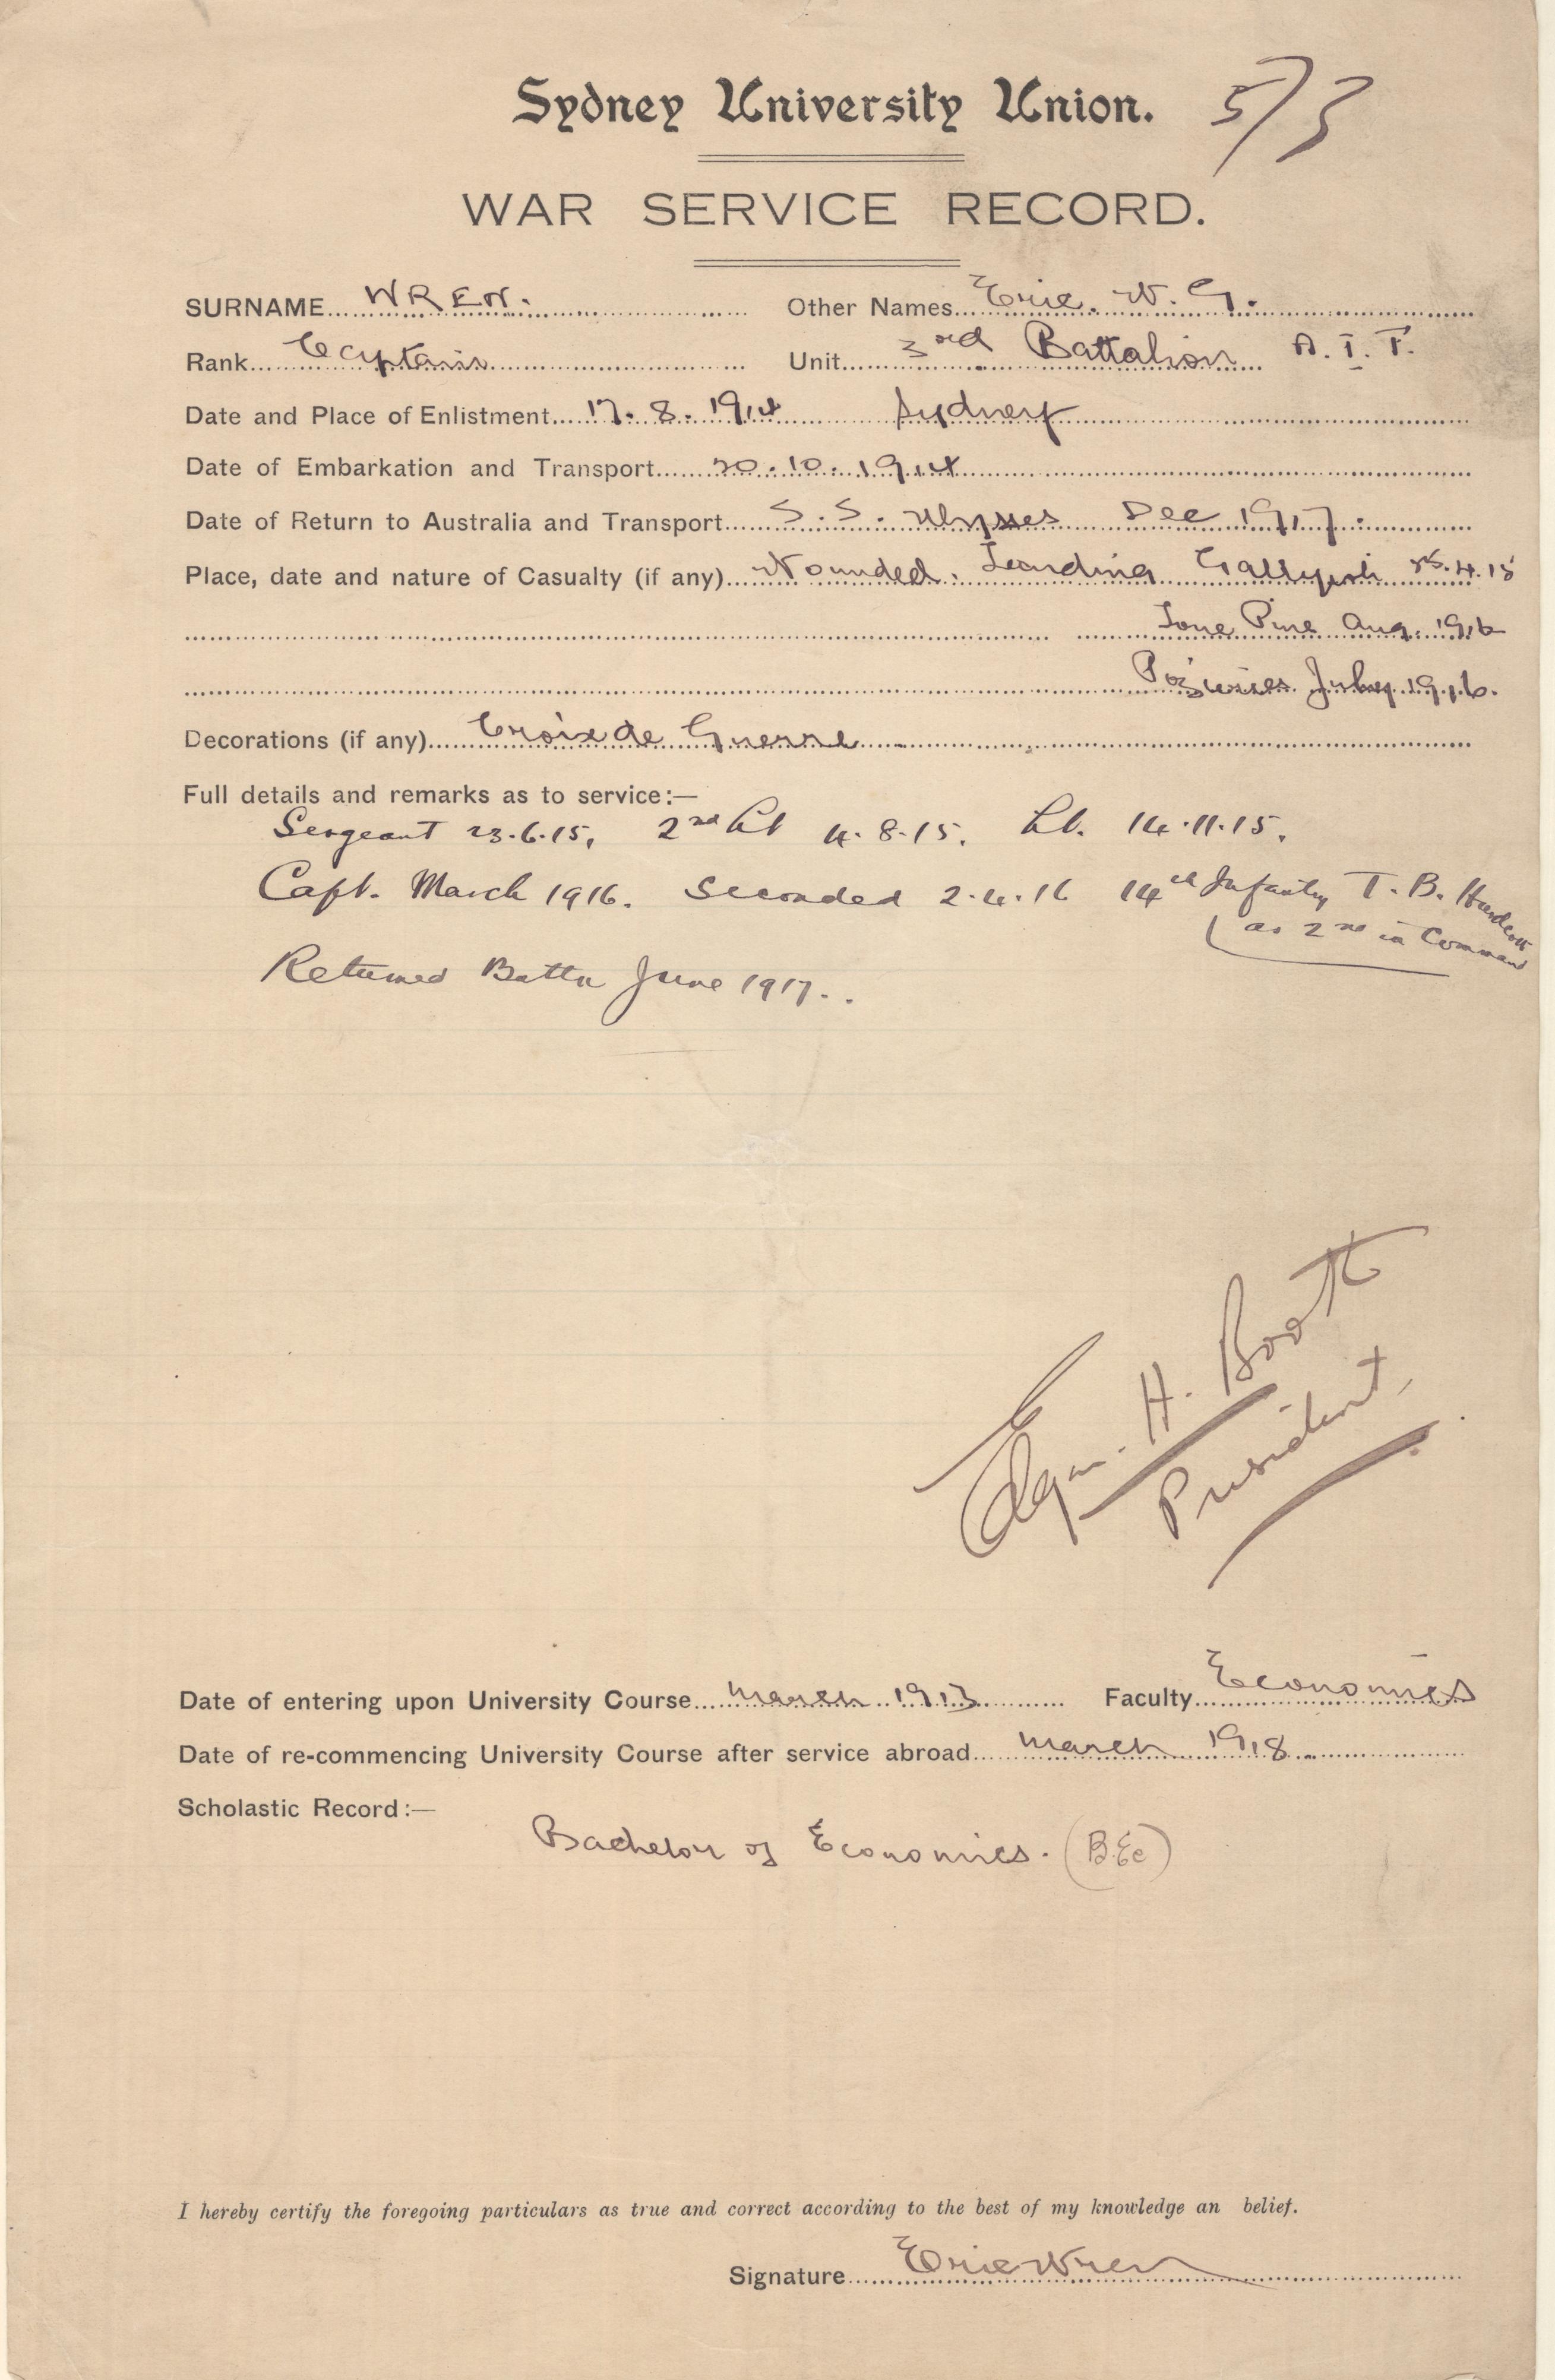 Sydney University Union. 5/3
WAR SERVICE RECORD.
SURNAME WREN. Other Names Eric. W. G.
Rank Captain Unit 3rd Battalion A. I. F.
Date and Place of Enlistment 17. 8. 1914 Sydney
Date of Embarkation and Transport 20. 10. 1914
Date of Return to Australia and Transport S. S. Ulysses Dec 1917.
Place, date and nature of Casualty (if any) Wounded. Landing Gallipoli 25.4.15
Lone Pine Aug. 1916
Pozieres July 1916.
Decorations (if any) Croix de Guerre
Full details and remarks as to service:—
Sergeant 23.6.15, 2nd Lt 4.8.15. Lt. 14.11.15.
Capt. March 1916. Seconded 2.4.16 14th Infantry T. B. Hurdcott
(as 2nd in Command
Returned Battn June 1917..
Edgar. H. Booth
President.
Date of entering upon University Course March 1913 Faculty Economics
Date of re-commencing University Course after service abroad March 1918
Scholastic Record:—
Bachelor of Economics. (B.Ec)
I hereby certify the foregoing particulars as true and correct according to the best of my knowledge an belief.
Signature Eric Wren